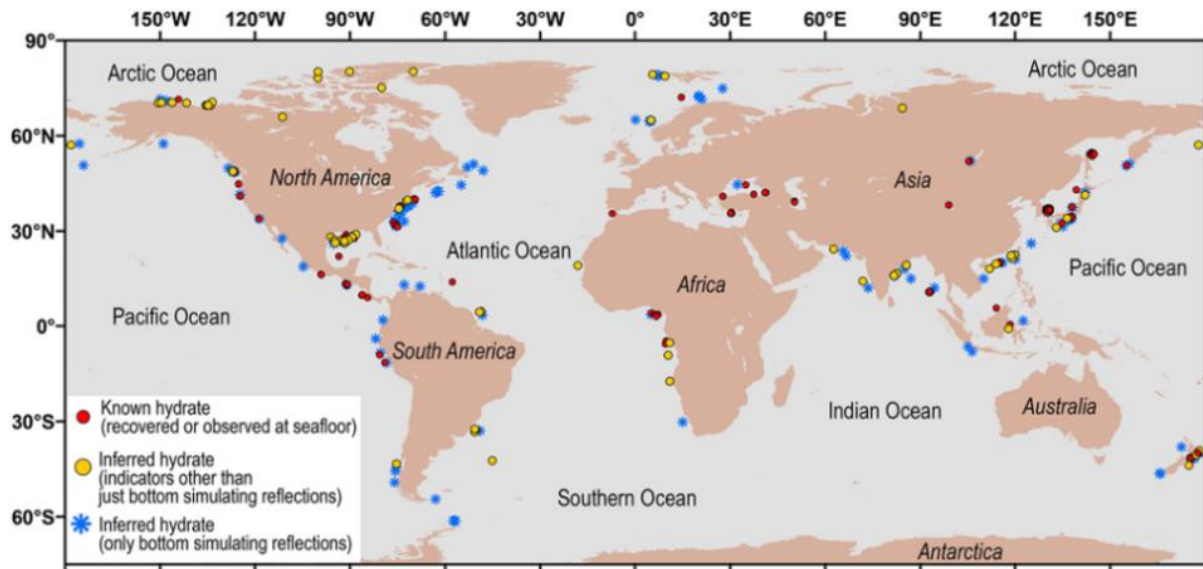 150°W 120°W 90°W 60°W 30°W 0° 30°E 60°E 90°E 120°E 150°E
90°
Arctic Ocean
Arctic Ocean
60°N
North America
Asia
30°N
Atlantic Ocean
Africa
Pacific Ocean
Pacific Ocean
0°
South America
Indian Ocean
Australia
30°S
Known hydrate
(recovered or observed at seafloor)
Inferred hydrate
(indicators other than
just bottom simulating reflections)
Inferred hydrate
(only bottom simulating reflections)
Southern Ocean
60°S
Antarctica